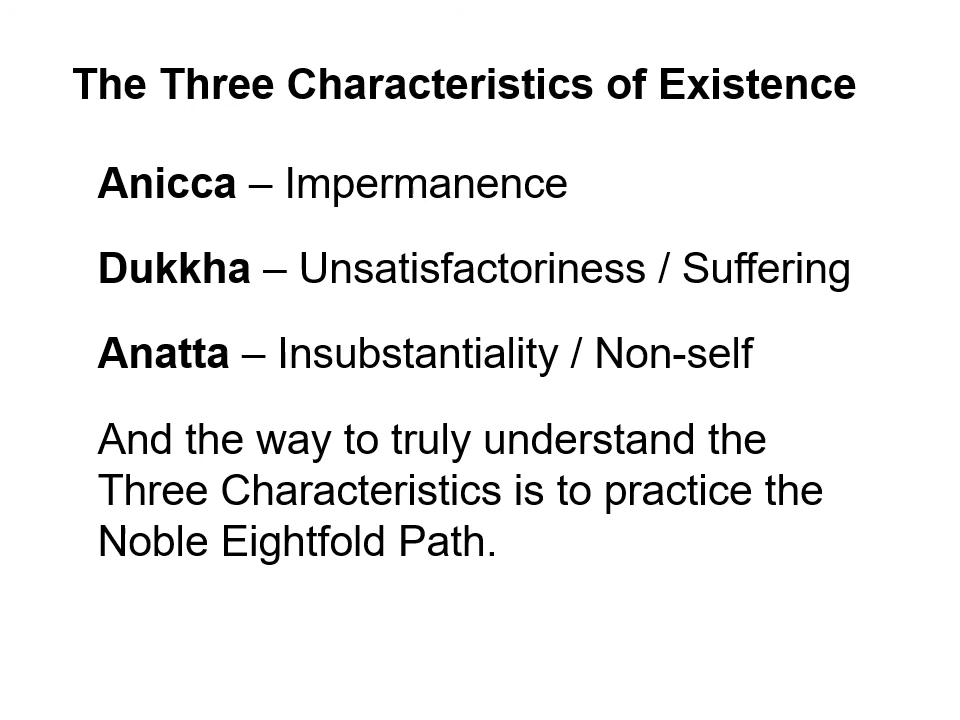 The Three Characteristics of Existence
Anicca – Impermanence
Dukkha – Unsatisfactoriness / Suffering
Anatta – Insubstantiality / Non-self
And the way to truly understand the
Three Characteristics is to practice the
Noble Eightfold Path.